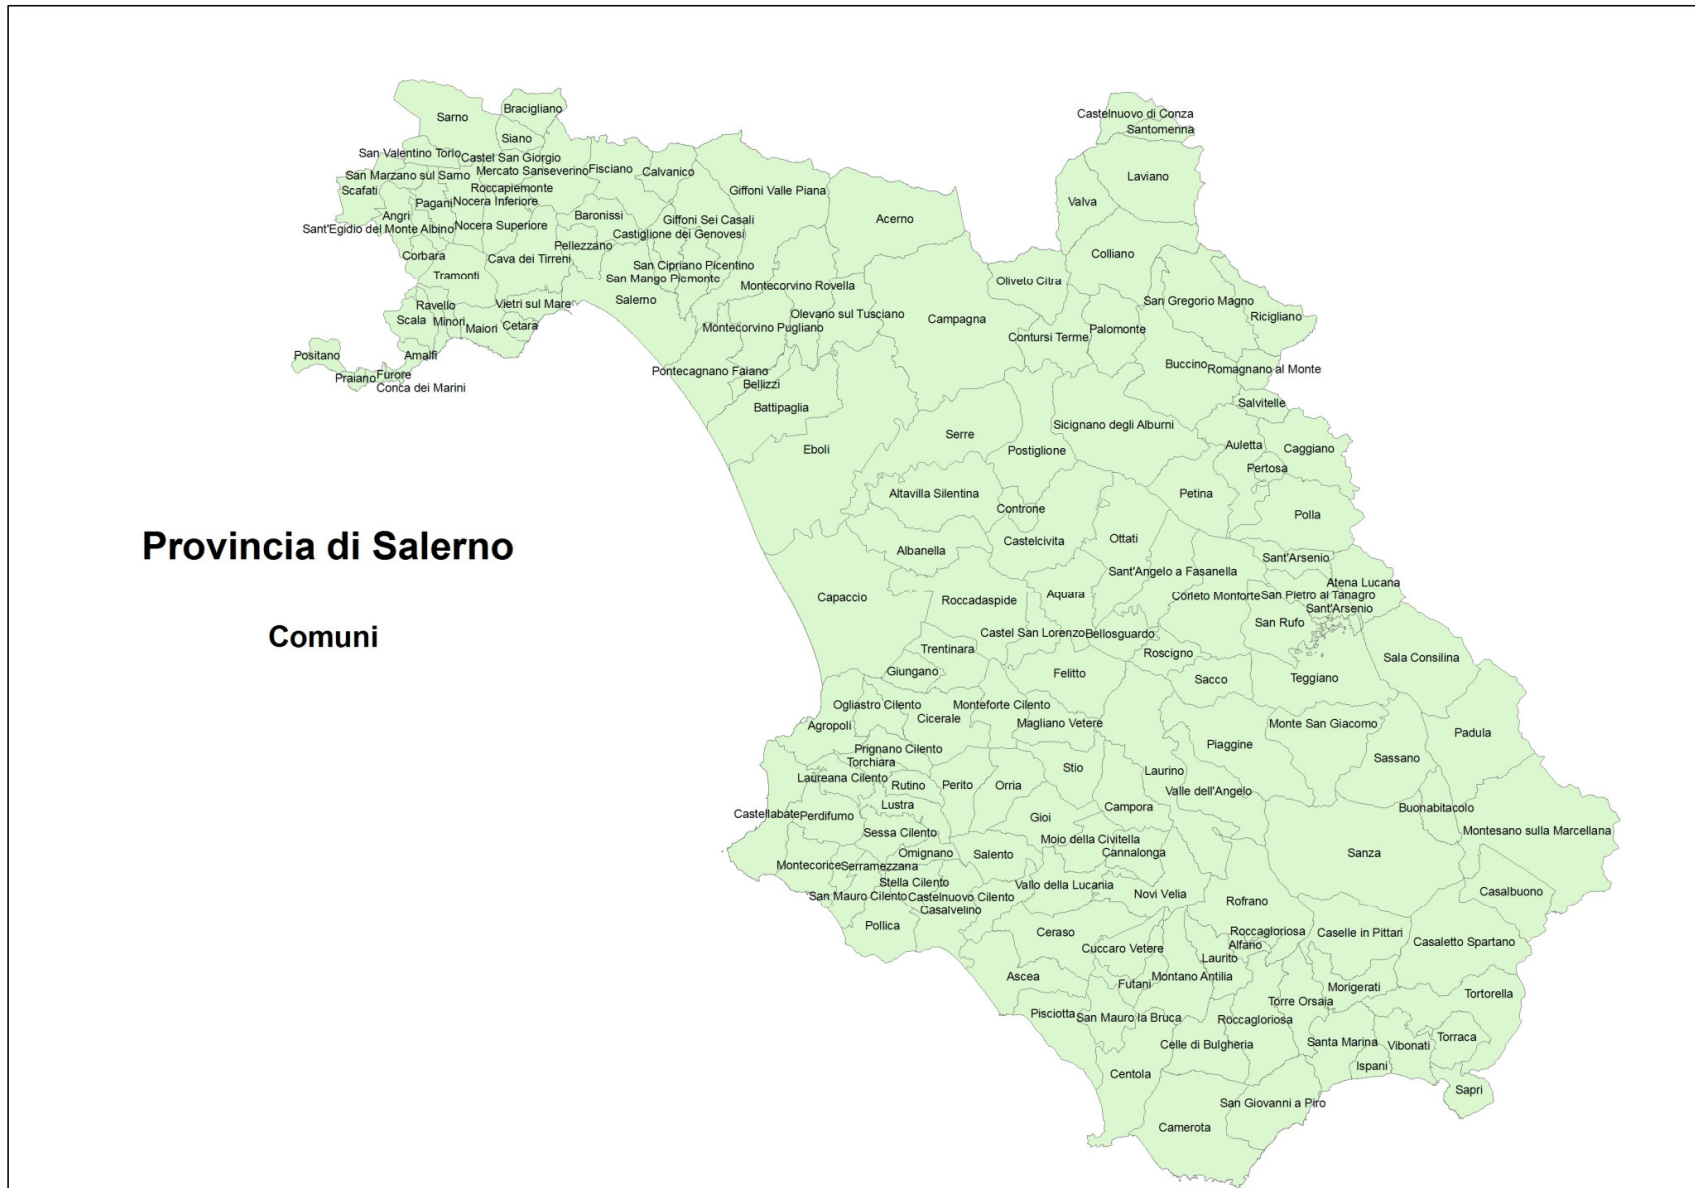 Castelnuovo di Conza
Santomenna
Bracigliano
Sarno
Siano
San Valentino Torio
Castel San Giorgio
Mercato Sanseverino
Fisciano
Calvanico
San Marzano sul Sarno
Laviano
Scafati
Roccapiemonte
Giffoni Valle Piana
Pagani
Nocera Inferiore
Valva
Angri
Baronissi
Giffoni Sei Casali
Acerno
Sant'Egidio del Monte Albino
Nocera Superiore
Castiglione dei Genovesi
Pellezzano
Corbara
Cava dei Tirreni
Colliano
San Cipriano Picentino
Tramonti
San Mango Piemonte
Oliveto Citra
Montecorvino Rovella
Ravello
Vietri sul Mare
Salerno
San Gregorio Magno
Scala
Minori
Maiori
Cetara
Olevano sul Tusciano
Campagna
Ricigliano
Montecorvino Pugliano
Contursi Terme
Palomonte
Positano
Amalfi
Buccino
Romagnano al Monte
Praiano
Furore
Pontecagnano Faiano
Conca dei Marini
Bellizzi
Battipaglia
Salvitelle
Sicignano degli Alburni
Serre
Eboli
Postiglione
Auletta
Caggiano
Pertosa
Altavilla Silentina
Petina
Controne
Polla
Provincia di Salerno
Castelcivita
Ottati
Albanella
Sant'Arsenio
Sant'Angelo a Fasanella
Atena Lucana
Capaccio
Roccadaspide
Aquara
Corleto Monforte
San Pietro al Tanagro
Sant'Arsenio
San Rufo
Comuni
Castel San Lorenzo
Bellosguardo
Trentinara
Roscigno
Sala Consilina
Giungano
Felitto
Sacco
Teggiano
Ogliastro Cilento
Monteforte Cilento
Agropoli
Cicerale
Magliano Vetere
Monte San Giacomo
Padula
Prignano Cilento
Piaggine
Torchiara
Sassano
Laureana Cilento
Rutino
Perito
Orria
Stio
Laurino
Valle dell'Angelo
Lustra
Campora
Buonabitacolo
Castellabate
Perdifumo
Gioi
Sessa Cilento
Moio della Civitella
Montesano sulla Marcellana
Omignano
Salento
Cannalonga
Sanza
Montecorice
Serramezzana
Stella Cilento
Vallo della Lucania
San Mauro Cilento
Castelnuovo Cilento
Novi Velia
Casalbuono
Casalvelino
Rofrano
Pollica
Ceraso
Roccagloriosa
Caselle in Pittari
Cuccaro Vetere
Alfano
Casaletto Spartano
Laurito
Ascea
Futani
Montano Antilia
Morigerati
Tortorella
Torre Orsaia
Pisciotta
San Mauro la Bruca
Roccagloriosa
Celle di Bulgheria
Santa Marina
Vibonati
Torraca
Centola
Ispani
Sapri
San Giovanni a Piro
Camerota